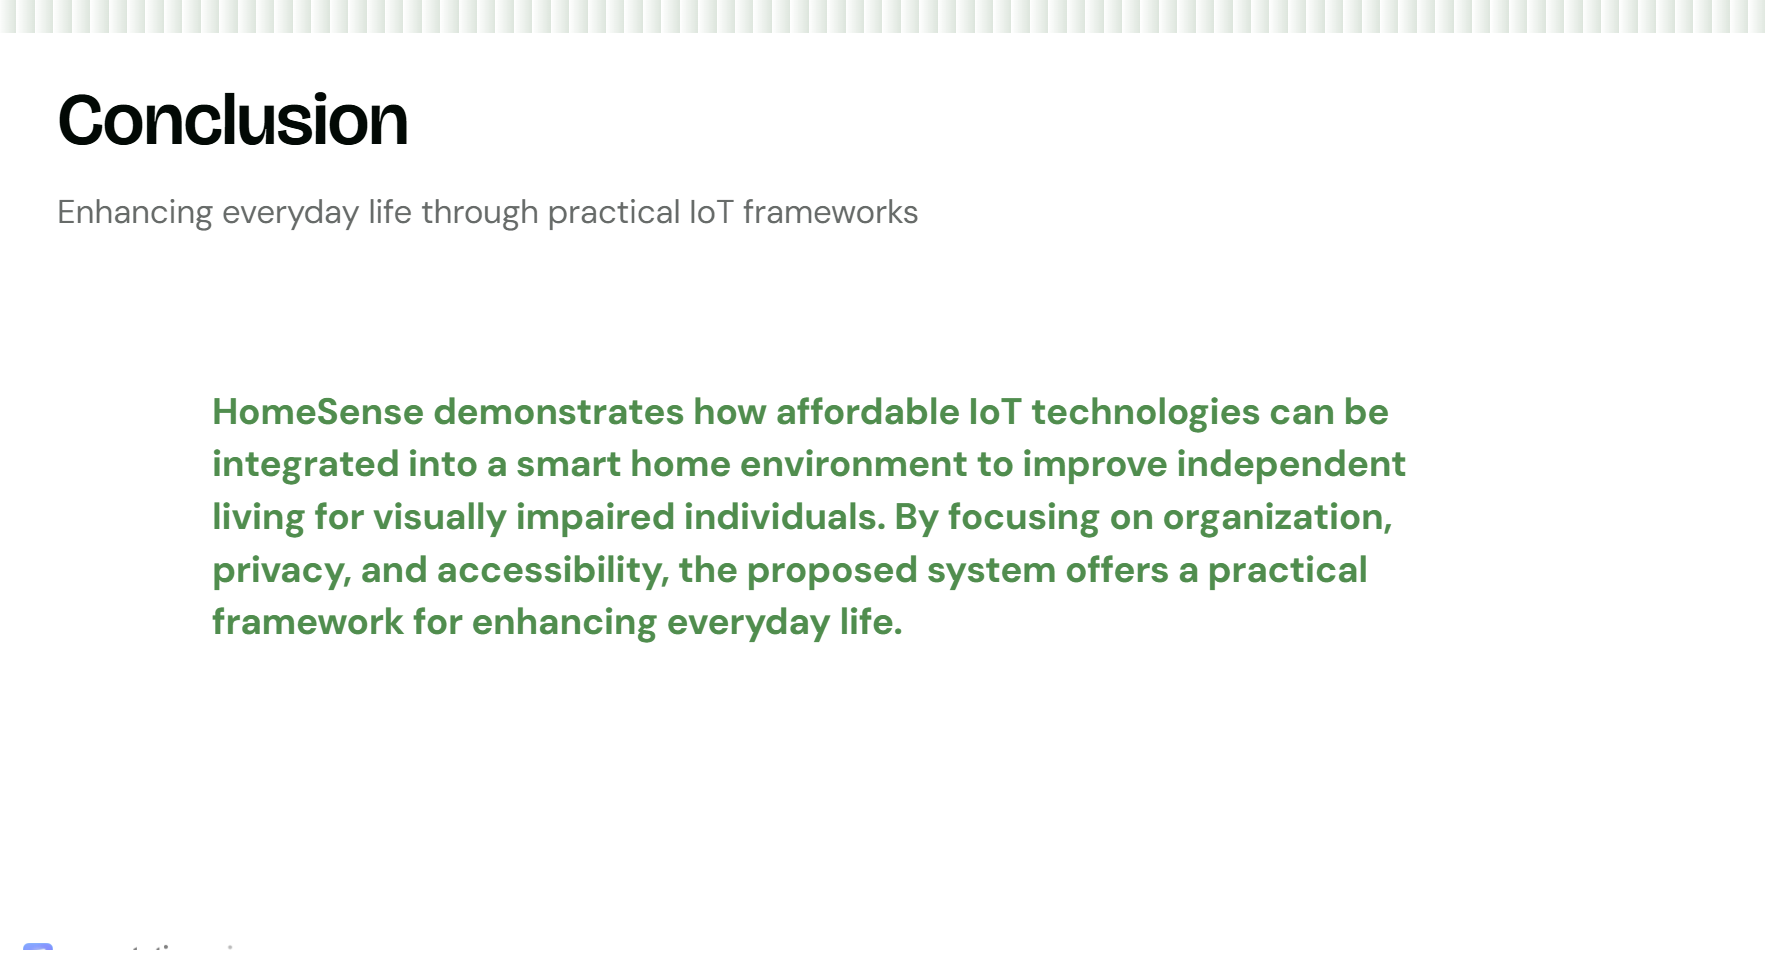 Conclusion
Enhancing everyday life through practical IoT frameworks
HomeSense demonstrates how affordable IoT technologies can be
integrated into a smart home environment to improve independent
living for visually impaired individuals. By focusing on organization,
privacy, and accessibility, the proposed system offers a practical
framework for enhancing everyday life.